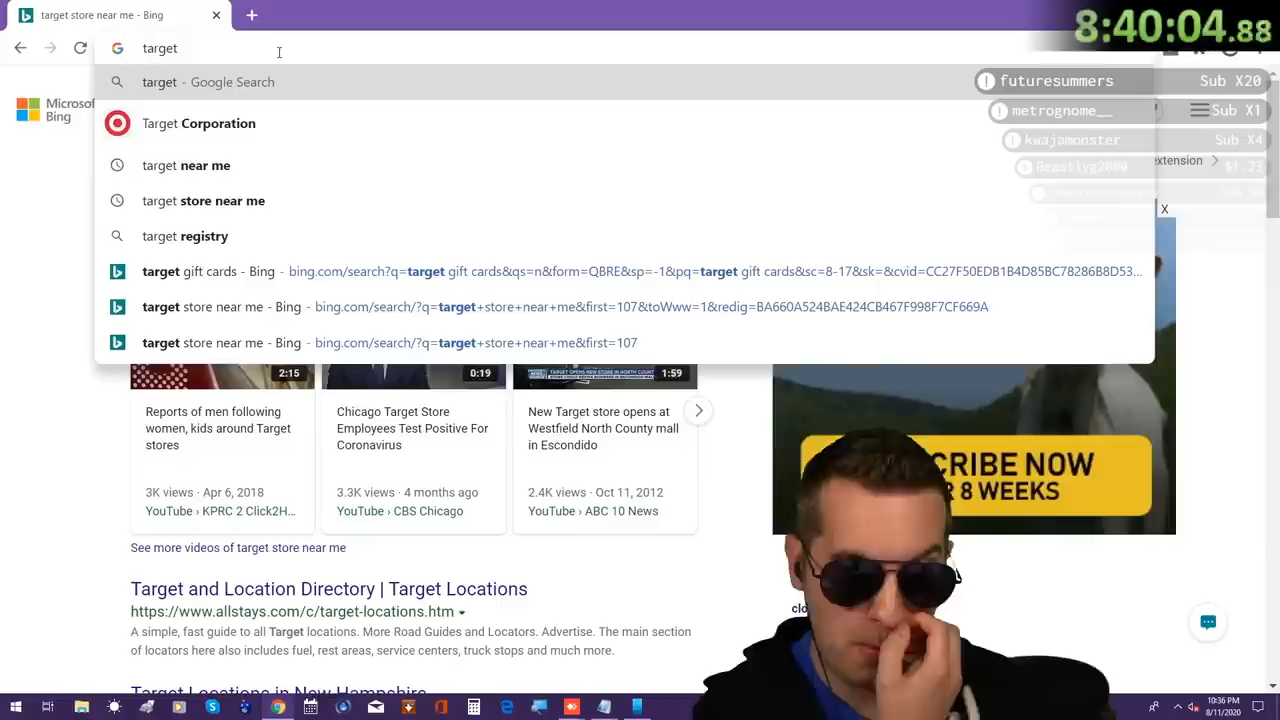 target store near me - Bing
8:40:04.88
target
target - Google Search
futuresummers Sub X20
Microsof
Bing
metrognome__ Sub X1
Target Corporation
kwajamonster Sub X4
target near me
Beastlyg2000 $1.23
extension
target store near me
X
target registry
target gift cards - Bing - bing.com/search?q=target gift cards&qs=n&form=QBRE&sp=-1&pq=target gift cards&sc=8-17&sk=&cvid=CC27F50EDB1B4D85BC78286B8D53...
target store near me - Bing - bing.com/search/?q=target+store+near+me&first=107&toWww=1&redig=BA660A524BAE424CB467F998F7CF669A
target store near me - Bing - bing.com/search/?q=target+store+near+me&first=107
2:15
0:19
1:59
Reports of men following
women, kids around Target
stores
3K views · Apr 6, 2018
YouTube › KPRC 2 Click2H...
Chicago Target Store
Employees Test Positive For
Coronavirus
3.3K views · 4 months ago
YouTube › CBS Chicago
New Target store opens at
Westfield North County mall
in Escondido
2.4K views · Oct 11, 2012
YouTube › ABC 10 News
CRIBE NOW
R 8 WEEKS
See more videos of target store near me
Target and Location Directory | Target Locations
https://www.allstays.com/c/target-locations.htm
A simple, fast guide to all Target locations. More Road Guides and Locators. Advertise. The main section
of locators here also includes fuel, rest areas, service centers, truck stops and much more.
clo
Target Locations in New Hampshire
10:36 PM
8/11/2020